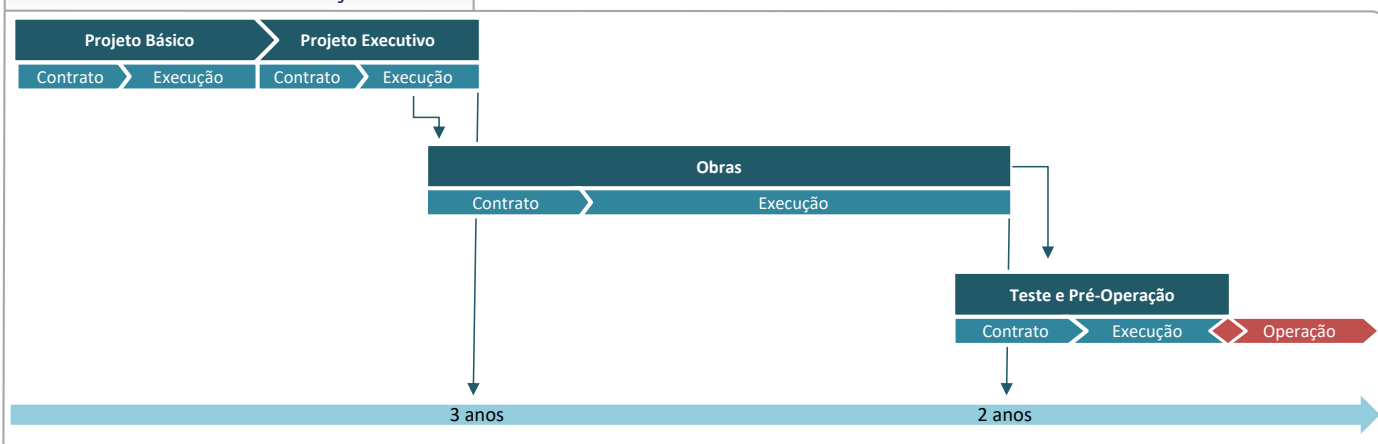 Projeto Básico
Projeto Executivo
Contrato
Execução
Contrato
Execução
Obras
Contrato
Execução
Teste e Pré-Operação
Contrato
Execução
Operação
3 anos
2 anos